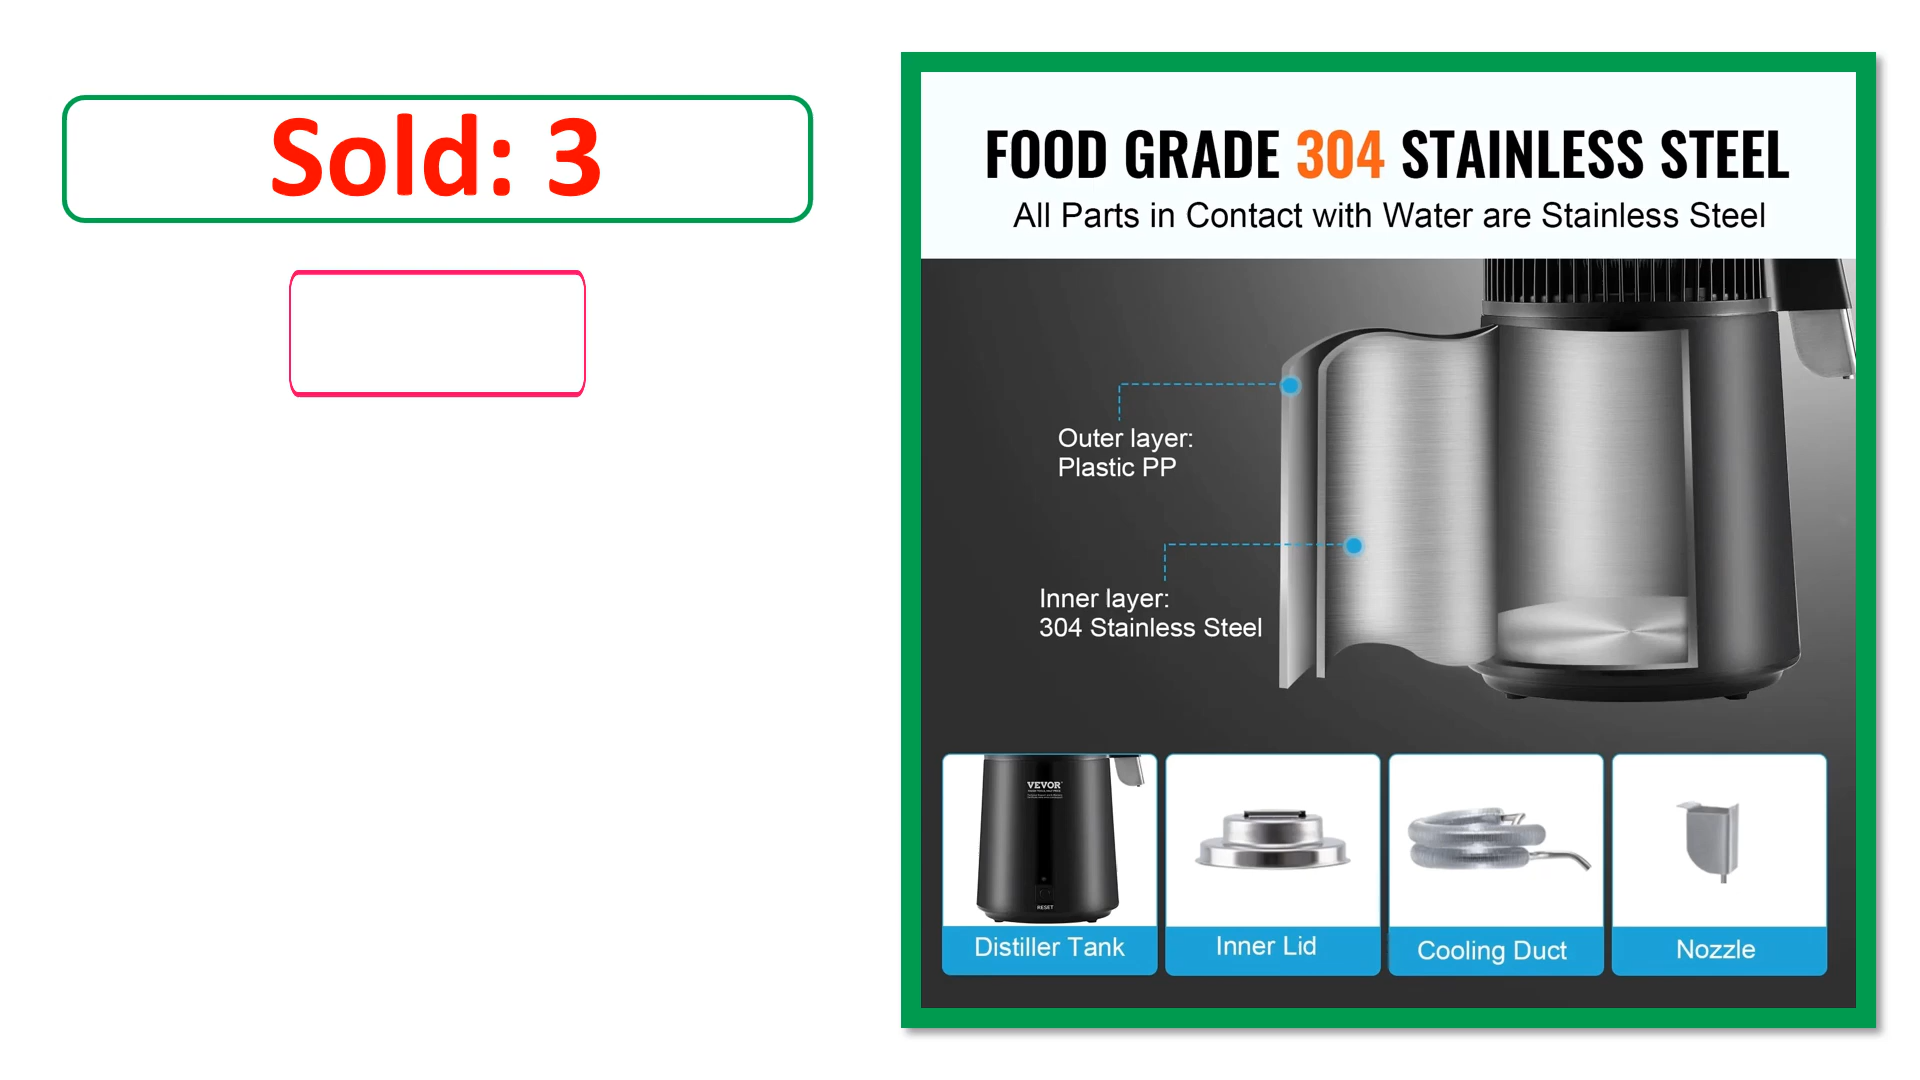 Sold: 3
FOOD GRADE 304 STAINLESS STEEL
All Parts in Contact with Water are Stainless Steel
Outer layer:
Plastic PP
Inner layer:
304 Stainless Steel
VEVOR
RESET
Distiller Tank
Inner Lid
Cooling Duct
Nozzle